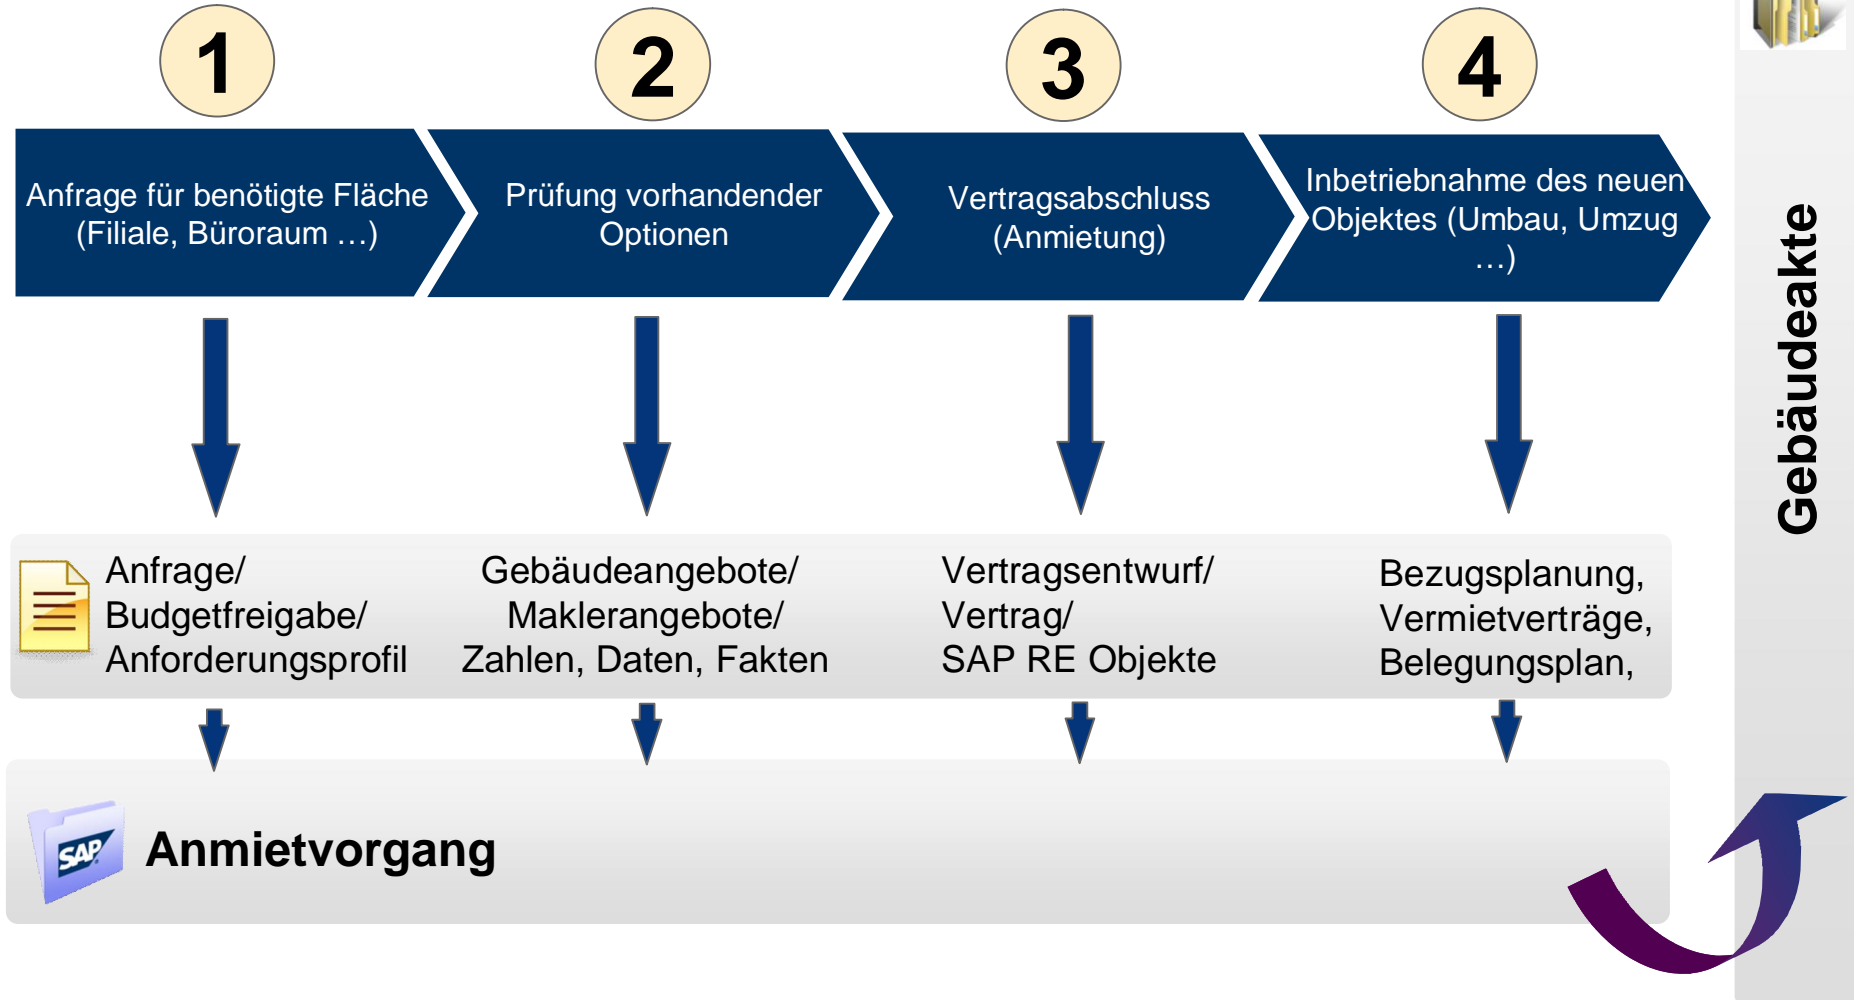 1
2
3
4
Anfrage für benötigte Fläche
(Filiale, Büroraum …)
Prüfung vorhandender
Optionen
Vertragsabschluss
(Anmietung)
Inbetriebnahme des neuen
Objektes (Umbau, Umzug
…)
Anfrage/
Budgetfreigabe/
Anforderungsprofil
Gebäudeangebote/
Maklerangebote/
Zahlen, Daten, Fakten
Vertragsentwurf/
Vertrag/
SAP RE Objekte
Bezugsplanung,
Vermietverträge,
Belegungsplan,
SAP
Anmietvorgang
Gebäudeakte